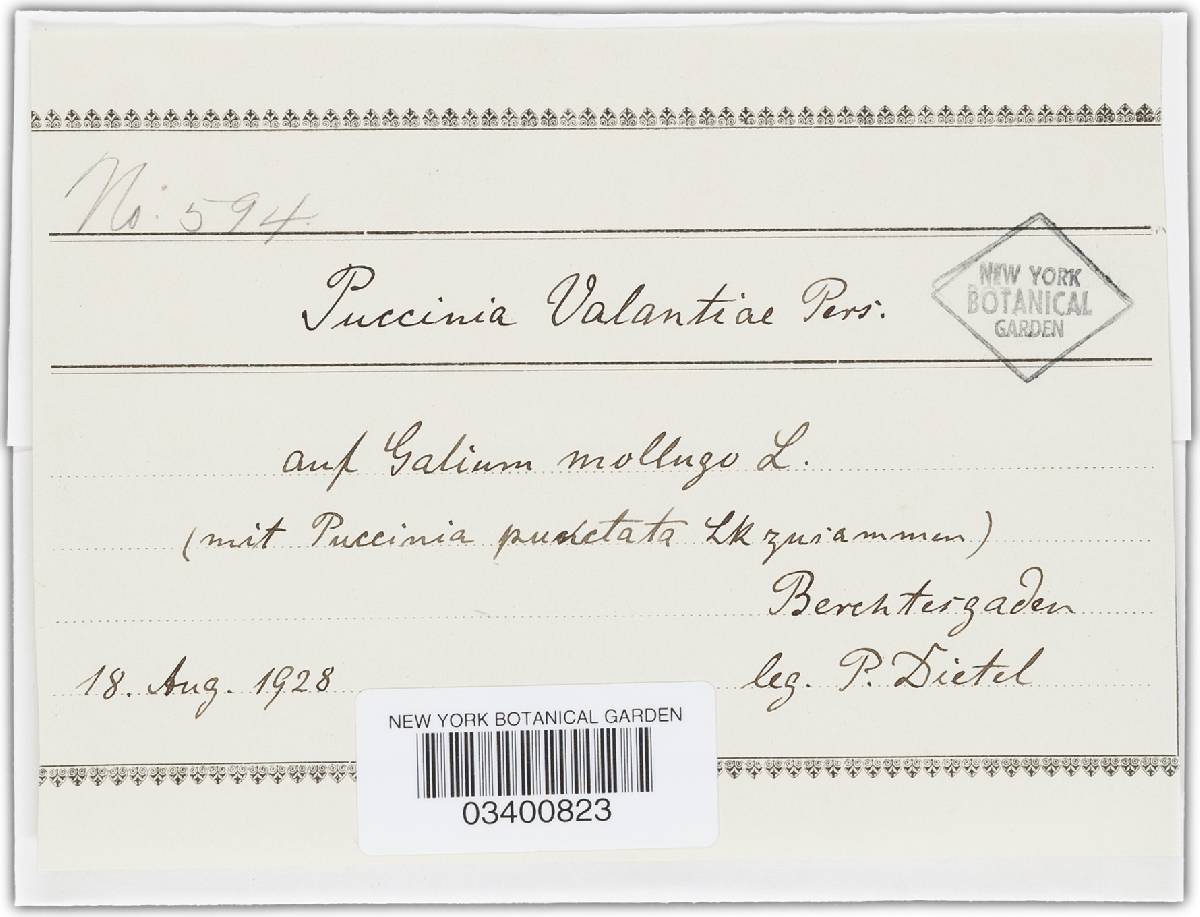 No. 594.
Puccinia Valantiae Pers.
NEW YORK
BOTANICAL
GARDEN
auf Galium mollugo L.
(mit Puccinia punctata Lk zusammen)
Berchtesgaden
18. Aug. 1928
leg. P. Dietel
NEW YORK BOTANICAL GARDEN
03400823